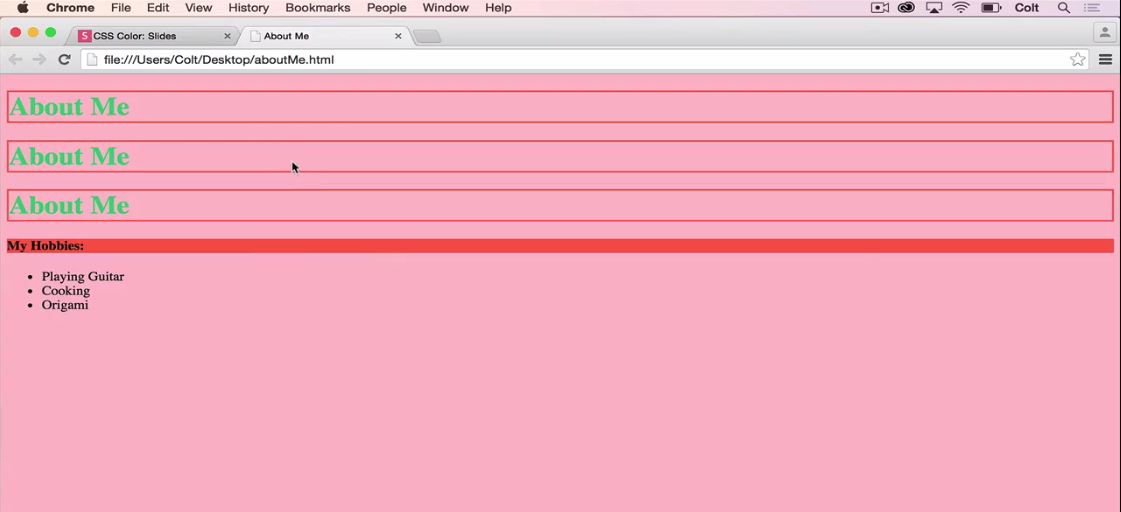 Chrome File Edit View History Bookmarks People Window Help Colt
S CSS Color: Slides About Me
file:///Users/Colt/Desktop/aboutMe.html
About Me
About Me
About Me
My Hobbies:
Playing Guitar
Cooking
Origami